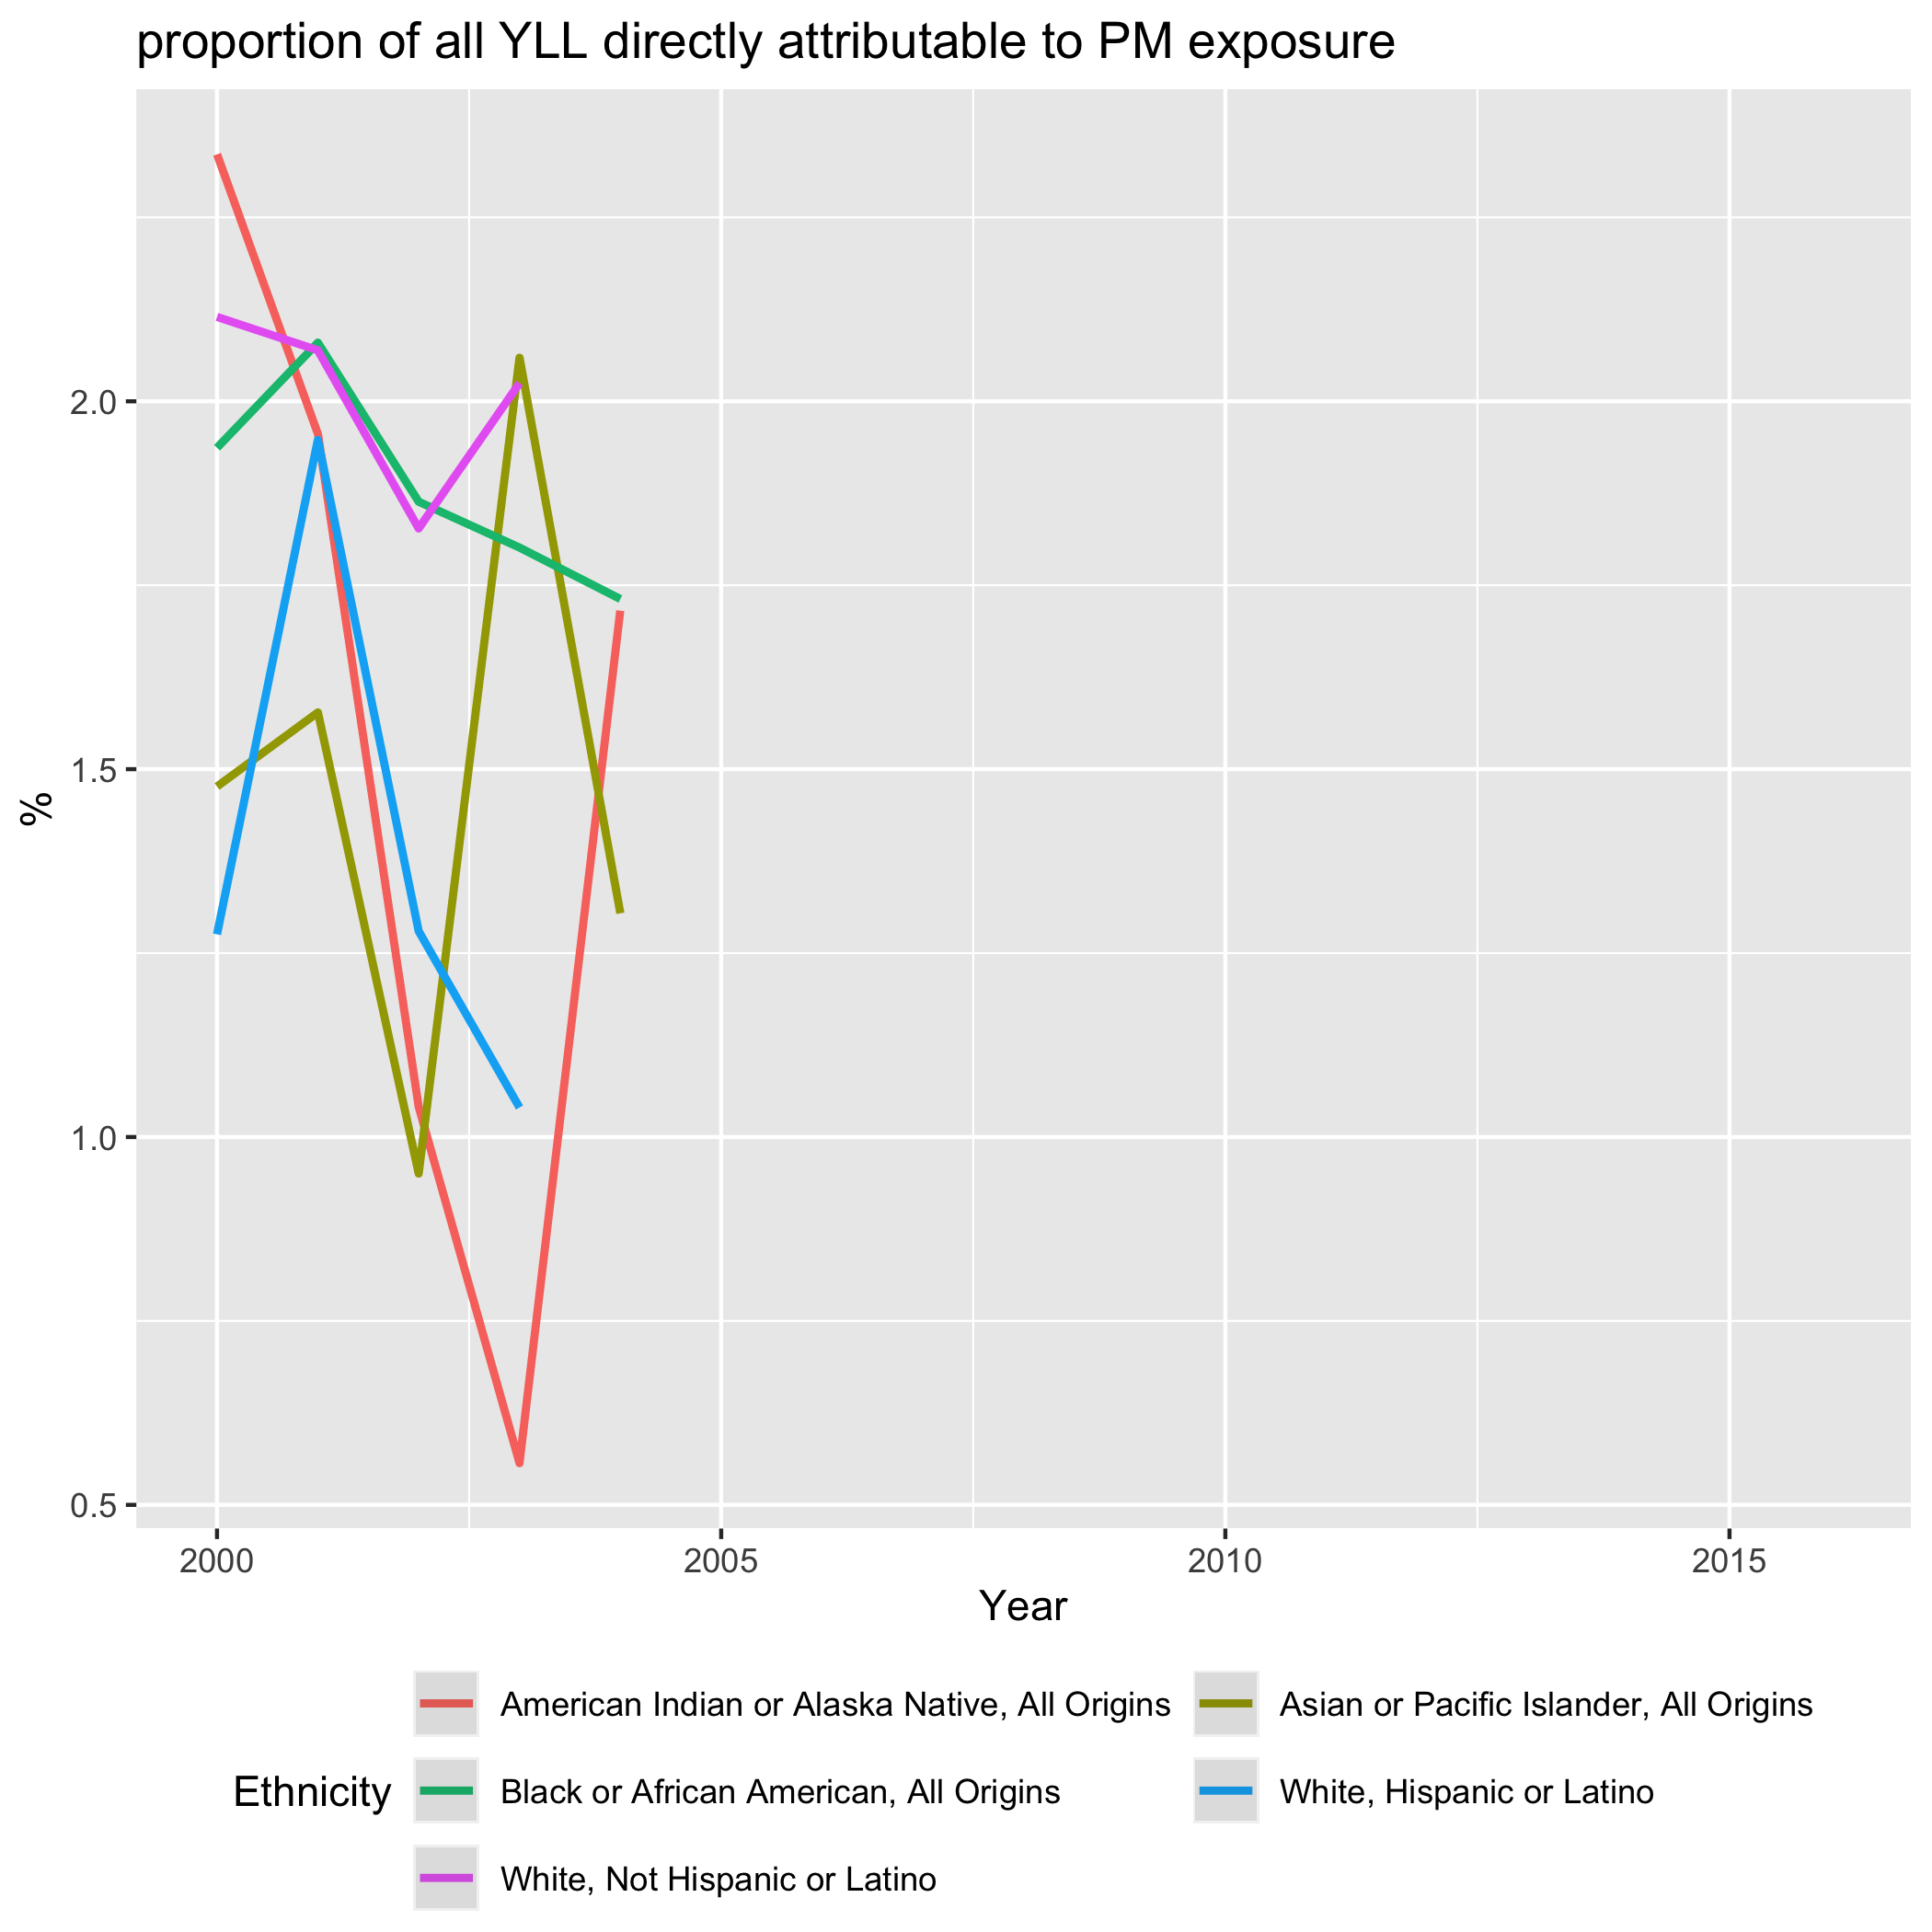 proportion of all YLL directly attributable to PM exposure
%
2.0
1.5
1.0
0.5
2000 2005 2010 2015
Year
Ethnicity
American Indian or Alaska Native, All Origins
Asian or Pacific Islander, All Origins
Black or African American, All Origins
White, Hispanic or Latino
White, Not Hispanic or Latino